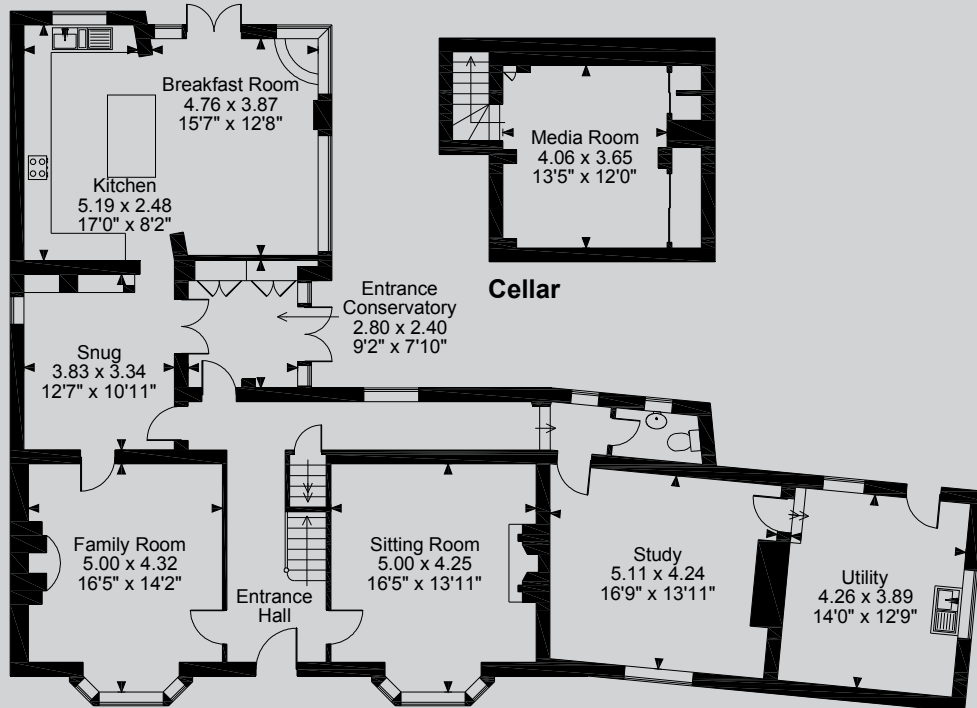 Breakfast Room
4.76 x 3.87
15'7" x 12'8"
Kitchen
5.19 x 2.48
17'0" x 8'2"
Media Room
4.06 x 3.65
13'5" x 12'0"
Cellar
Entrance
Conservatory
2.80 x 2.40
9'2" x 7'10"
Snug
3.83 x 3.34
12'7" x 10'11"
Family Room
5.00 x 4.32
16'5" x 14'2"
Entrance
Hall
Sitting Room
5.00 x 4.25
16'5" x 13'11"
Study
5.11 x 4.24
16'9" x 13'11"
Utility
4.26 x 3.89
14'0" x 12'9"